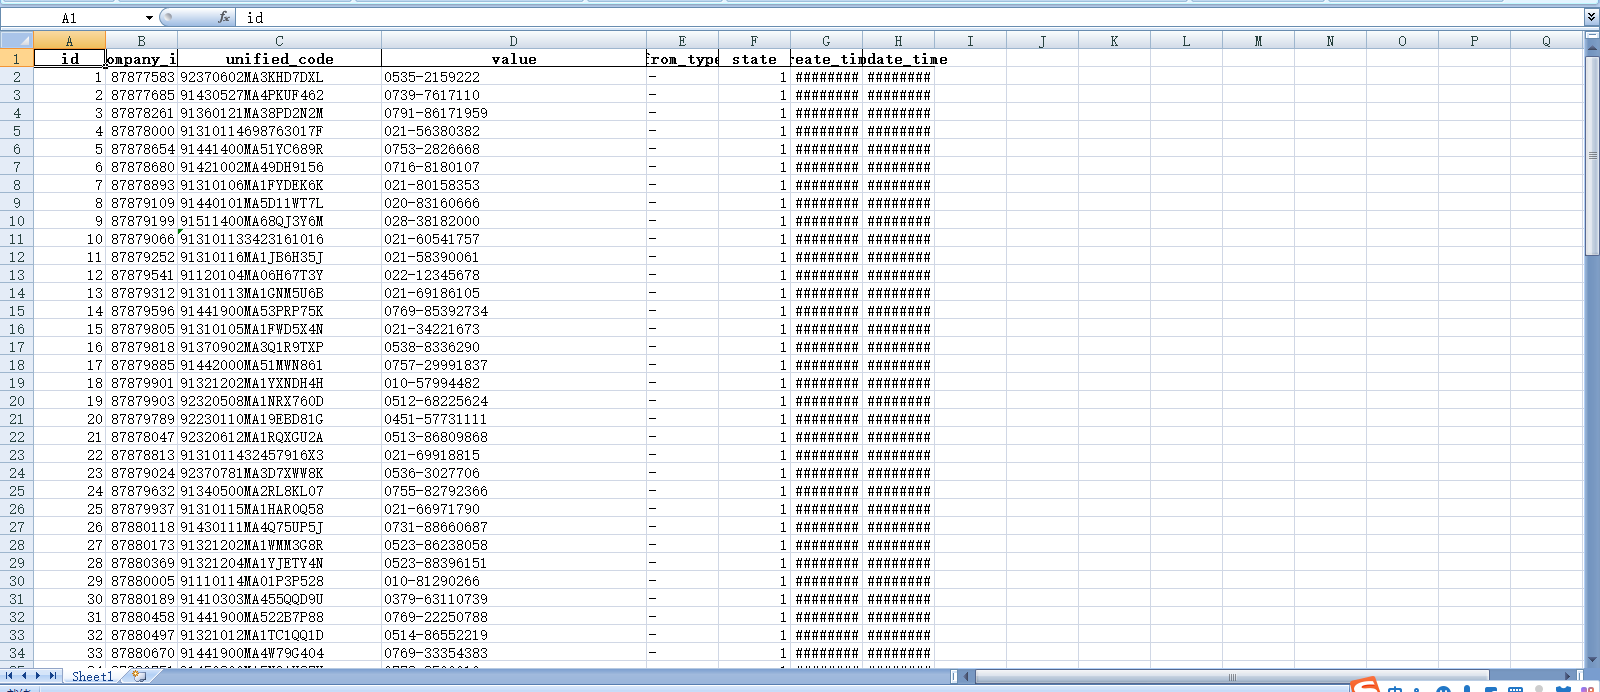 A1 fx id
A B C D E F G H I J K L M N O P Q
1 id ompany_i unified_code value from_type state reate_tim pdate_time
2 1 87877583 92370602MA3KHD7DXL 0535-2159222 - 1 ######## ########
3 2 87877685 91430527MA4PKUF462 0739-7617110 - 1 ######## ########
4 3 87878261 91360121MA38PD2N2M 0791-86171959 - 1 ######## ########
5 4 87878000 91310114698763017F 021-56380382 - 1 ######## ########
6 5 87878654 91441400MA51YC689R 0753-2826668 - 1 ######## ########
7 6 87878680 91421002MA49DH9156 0716-8180107 - 1 ######## ########
8 7 87878893 91310106MA1FYDEK6K 021-80158353 - 1 ######## ########
9 8 87879109 91440101MA5D11WT7L 020-83160666 - 1 ######## ########
10 9 87879199 91511400MA68QJ3Y6M 028-38182000 - 1 ######## ########
11 10 87879066 913101133423161016 021-60541757 - 1 ######## ########
12 11 87879252 91310116MA1JB6H35J 021-58390061 - 1 ######## ########
13 12 87879541 91120104MA06H67T3Y 022-12345678 - 1 ######## ########
14 13 87879312 91310113MA1GNM5U6B 021-69186105 - 1 ######## ########
15 14 87879596 91441900MA53PRP75K 0769-85392734 - 1 ######## ########
16 15 87879805 91310105MA1FWD5X4N 021-34221673 - 1 ######## ########
17 16 87879818 91370902MA3Q1R9TXP 0538-8336290 - 1 ######## ########
18 17 87879885 91442000MA51MWN861 0757-29991837 - 1 ######## ########
19 18 87879901 91321202MA1YXNDH4H 010-57994482 - 1 ######## ########
20 19 87879903 92320508MA1NRX760D 0512-68225624 - 1 ######## ########
21 20 87879789 92230110MA19EBD81G 0451-57731111 - 1 ######## ########
22 21 87878047 92320612MA1RQXGU2A 0513-86809868 - 1 ######## ########
23 22 87878813 9131011432457916X3 021-69918815 - 1 ######## ########
24 23 87879024 92370781MA3D7XWW8K 0536-3027706 - 1 ######## ########
25 24 87879632 91340500MA2RL8KL07 0755-82792366 - 1 ######## ########
26 25 87879937 91310115MA1HAR0Q58 021-66971790 - 1 ######## ########
27 26 87880118 91430111MA4Q75UP5J 0731-88660687 - 1 ######## ########
28 27 87880173 91321202MA1WMM3G8R 0523-86238058 - 1 ######## ########
29 28 87880369 91321204MA1YJETY4N 0523-88396151 - 1 ######## ########
30 29 87880005 91110114MA01P3P528 010-81290266 - 1 ######## ########
31 30 87880189 91410303MA455QQD9U 0379-63110739 - 1 ######## ########
32 31 87880458 91441900MA522B7P88 0769-22250788 - 1 ######## ########
33 32 87880497 91321012MA1TC1QQ1D 0514-86552219 - 1 ######## ########
34 33 87880670 91441900MA4W79G404 0769-33354383 - 1 ######## ########
Sheet1